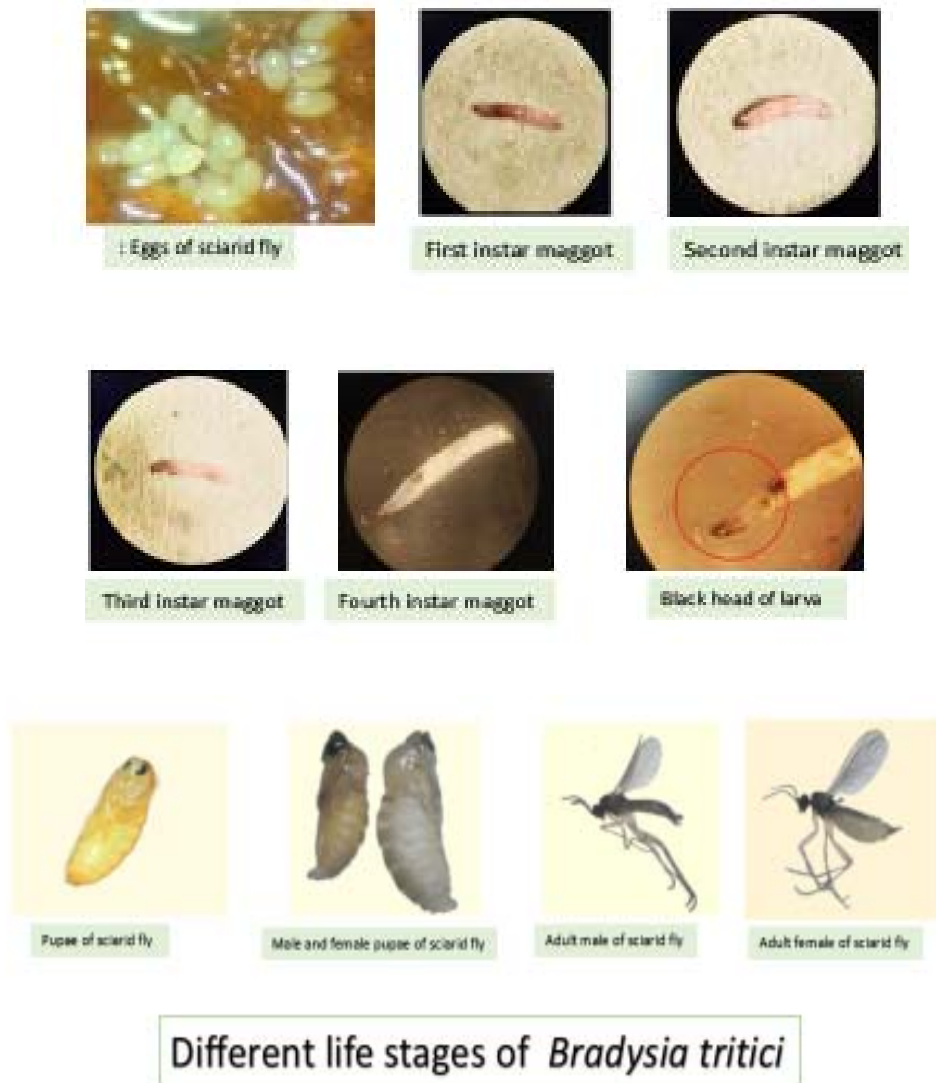 : Eggs of sciarid fly
First instar maggot
Second instar maggot
Third instar maggot
Fourth instar maggot
Black head of larva
Pupae of sciarid fly
Male and female pupae of sciarid fly
Adult male of sciarid fly
Adult female of sciarid fly
Different life stages of Bradysia tritici